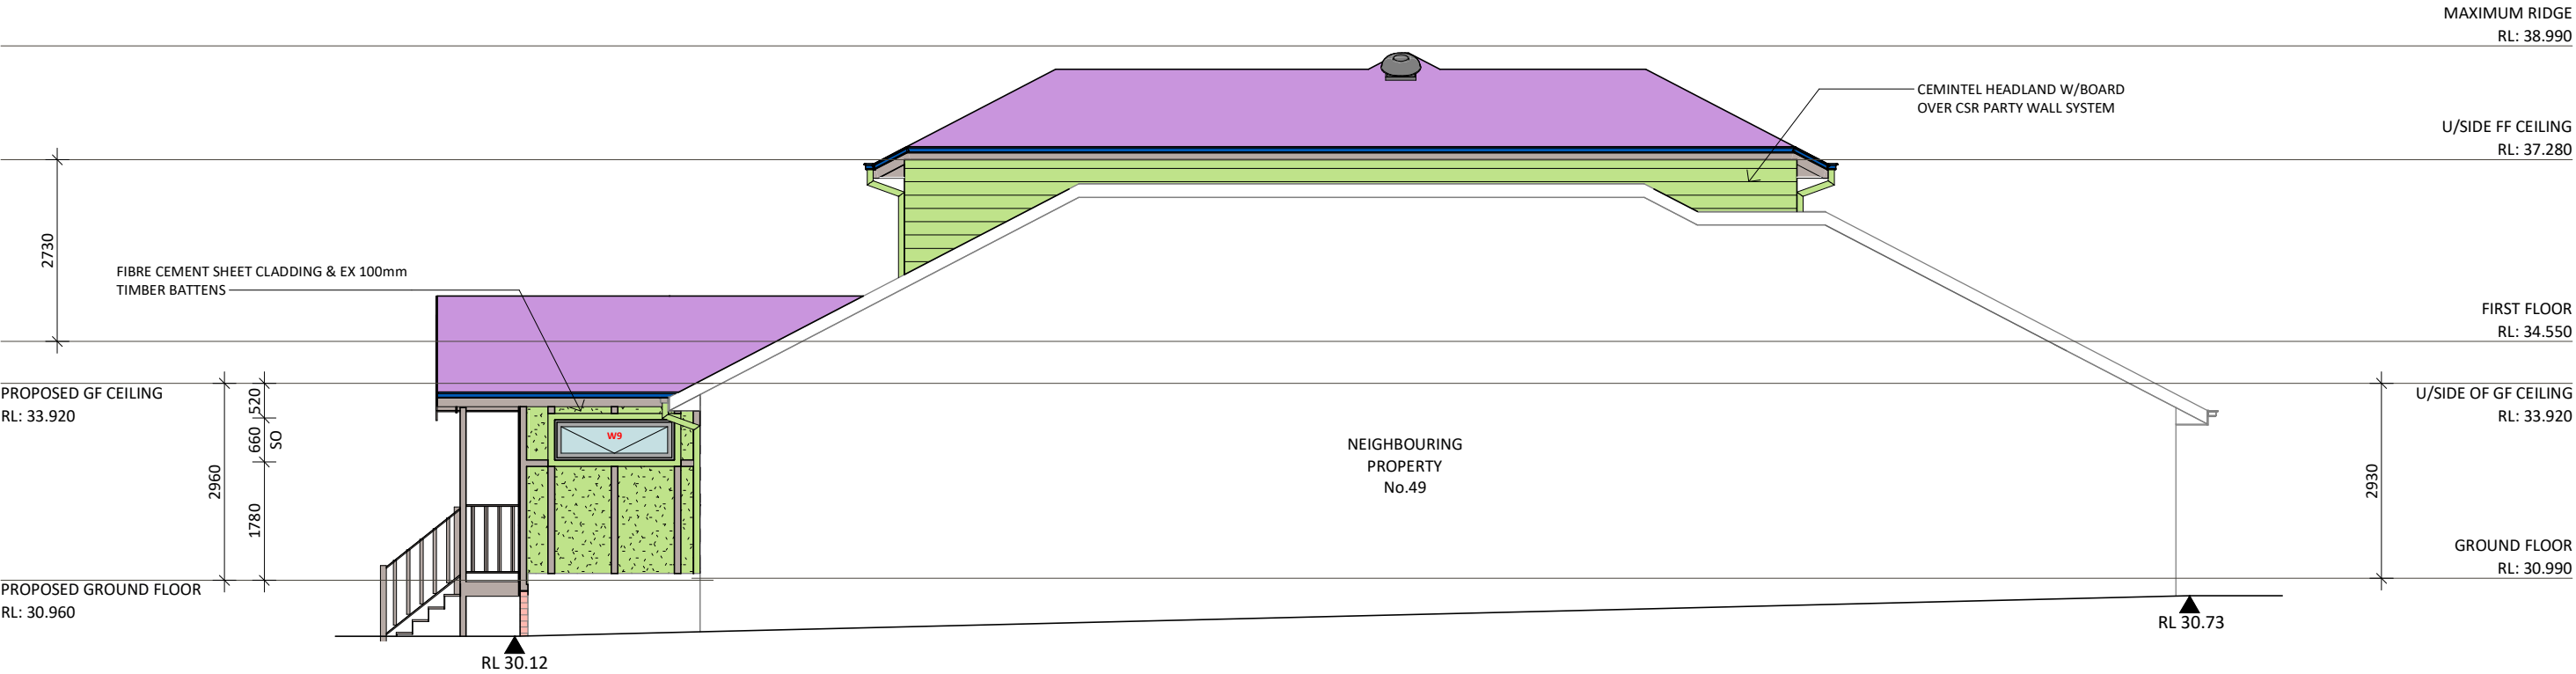 MAXIMUM RIDGE
RL: 38.990
CEMINTEL HEADLAND W/BOARD
OVER CSR PARTY WALL SYSTEM
U/SIDE FF CEILING
RL: 37.280
2730
FIBRE CEMENT SHEET CLADDING & EX 100mm
TIMBER BATTENS
FIRST FLOOR
RL: 34.550
PROPOSED GF CEILING
RL: 33.920
520
660
SO
1780
2960
W9
NEIGHBOURING
PROPERTY
No.49
U/SIDE OF GF CEILING
RL: 33.920
2930
GROUND FLOOR
RL: 30.990
PROPOSED GROUND FLOOR
RL: 30.960
RL 30.12
RL 30.73